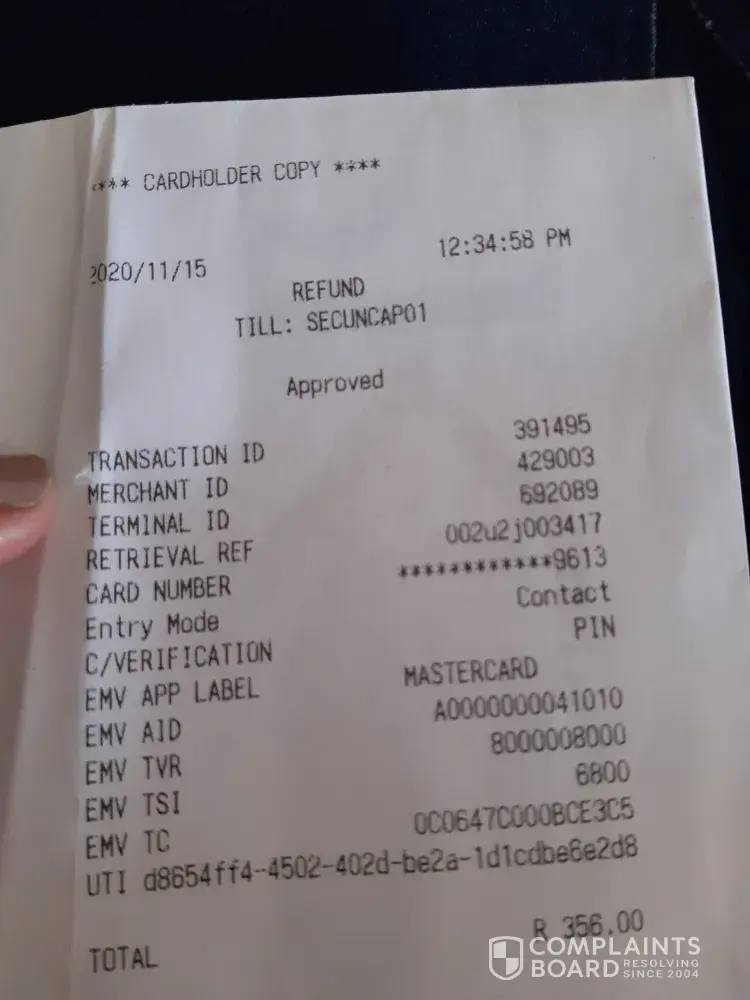 **** CARDHOLDER COPY ****
2020/11/15 12:34:58 PM
REFUND
TILL: SECUNCAP01
Approved
TRANSACTION ID 391495
MERCHANT ID 429003
TERMINAL ID 692089
RETRIEVAL REF 002u2j003417
CARD NUMBER ************9613
Entry Mode Contact
C/VERIFICATION PIN
EMV APP LABEL MASTERCARD
EMV AID A0000000041010
EMV TVR 8000008000
EMV TSI 6800
EMV TC 0C0647C000BCE3C5
UTI d8654ff4-4502-402d-be2a-1d1cdbe6e2d8
TOTAL R 356.00
COMPLAINTS
BOARD RESOLVING
SINCE 2004